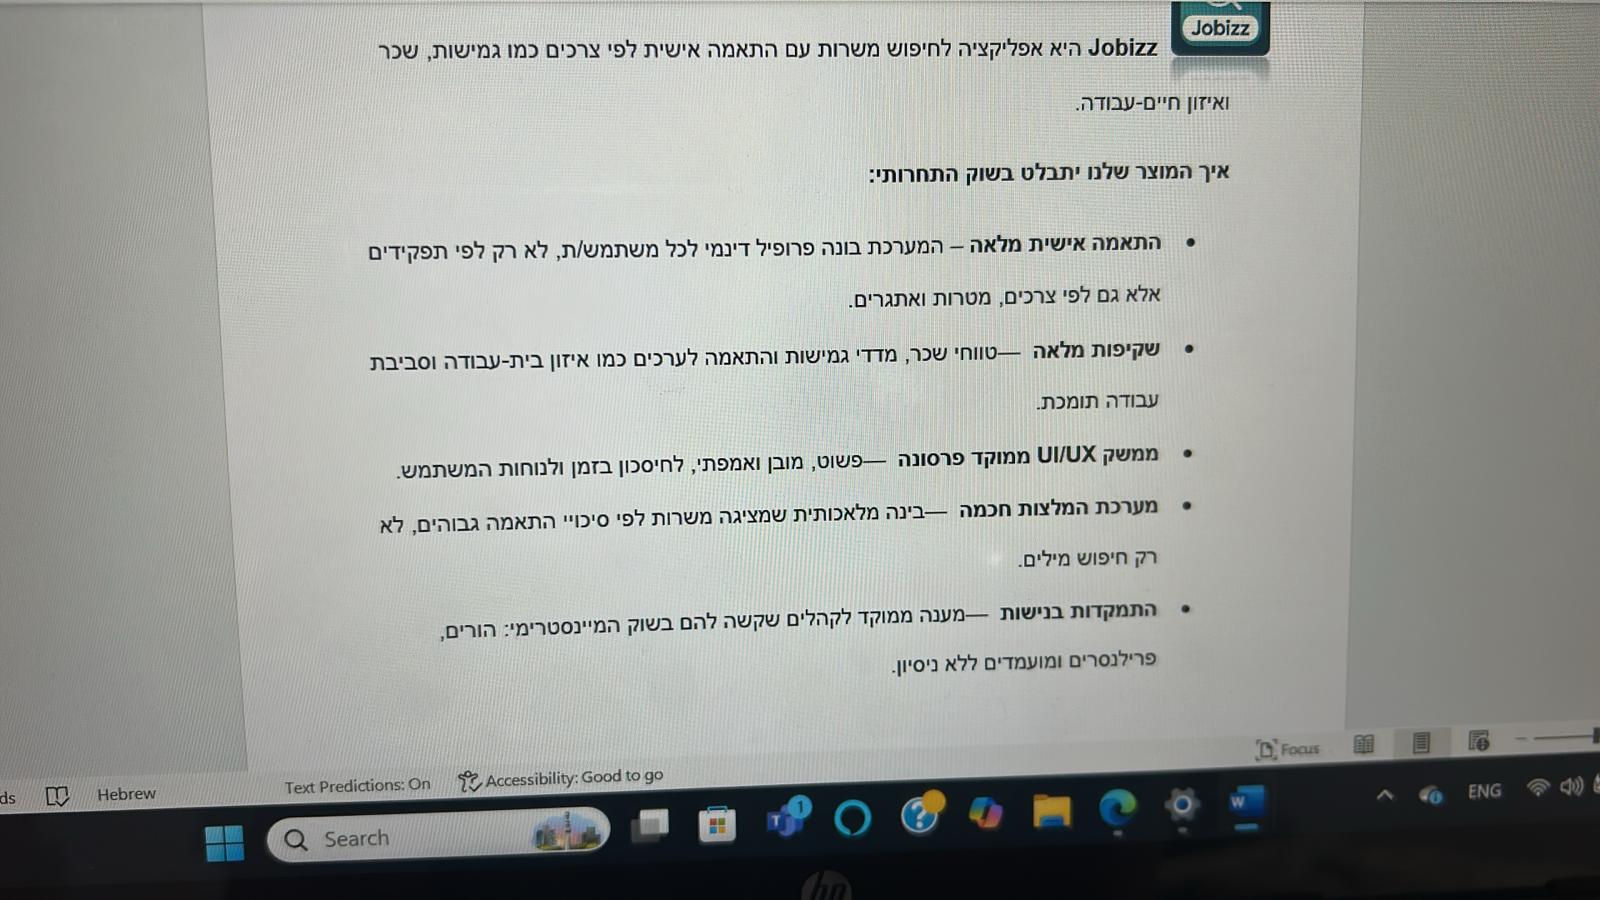 Jobizz
Jobizz היא אפליקציה לחיפוש משרות עם התאמה אישית לפי צרכים כמו גמישות, שכר
ואיזון חיים-עבודה.
איך המוצר שלנו יתבלט בשוק התחרותי:
• התאמה אישית מלאה – המערכת בונה פרופיל דינמי לכל משתמש/ת, לא רק לפי תפקידים
אלא גם לפי צרכים, מטרות ואתגרים.
• שקיפות מלאה —טווחי שכר, מדדי גמישות והתאמה לערכים כמו איזון בית-עבודה וסביבת
עבודה תומכת.
• ממשק UI/UX ממוקד פרסונה —פשוט, מובן ואמפתי, לחיסכון בזמן ולנוחות המשתמש.
• מערכת המלצות חכמה —בינה מלאכותית שמציגה משרות לפי סיכויי התאמה גבוהים, לא
רק חיפוש מילים.
• התמקדות בנישות —מענה ממוקד לקהלים שקשה להם בשוק המיינסטרימי: הורים,
פרילנסרים ומועמדים ללא ניסיון.
Focus
ds Hebrew Text Predictions: On Accessibility: Good to go
Search 1 W ENG
hp